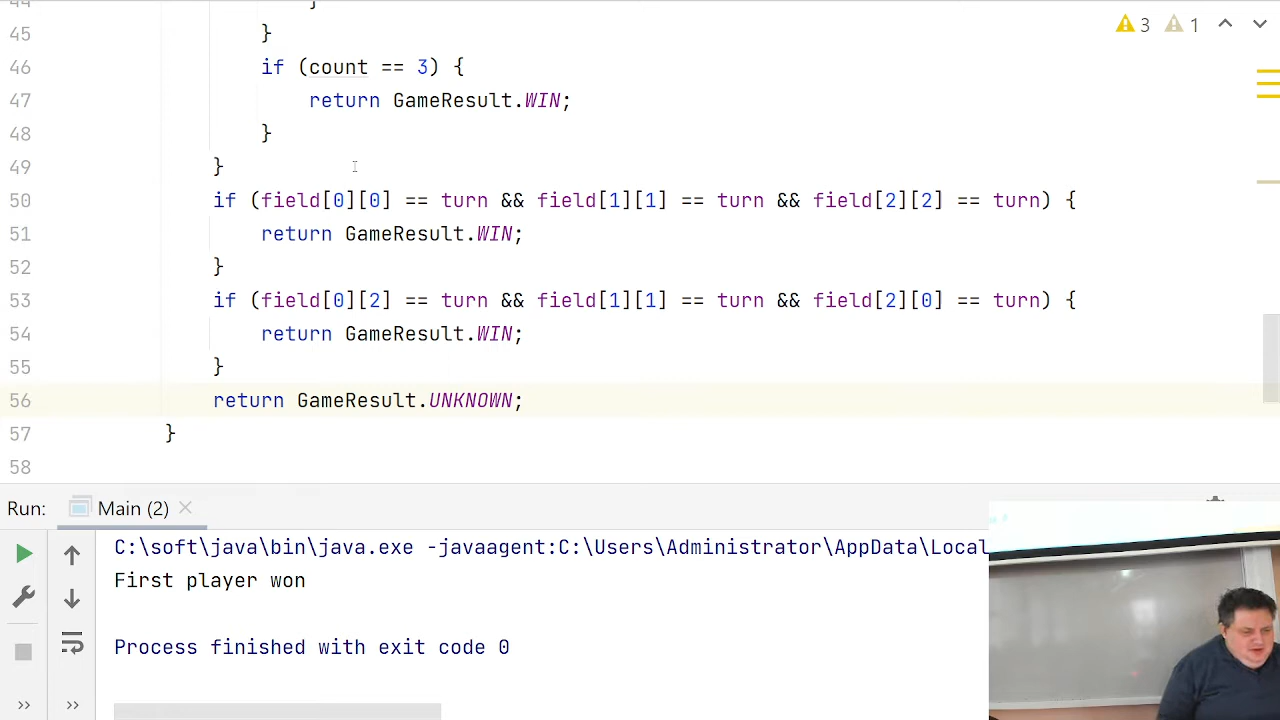 44 }
3 1
45 }
46 if (count == 3) {
47 return GameResult.WIN;
48 }
49 }
50 if (field[0][0] == turn && field[1][1] == turn && field[2][2] == turn) {
51 return GameResult.WIN;
52 }
53 if (field[0][2] == turn && field[1][1] == turn && field[2][0] == turn) {
54 return GameResult.WIN;
55 }
56 return GameResult.UNKNOWN;
57 }
58
Run: Main (2)
C:\soft\java\bin\java.exe -javaagent:C:\Users\Administrator\AppData\Local
First player won
Process finished with exit code 0